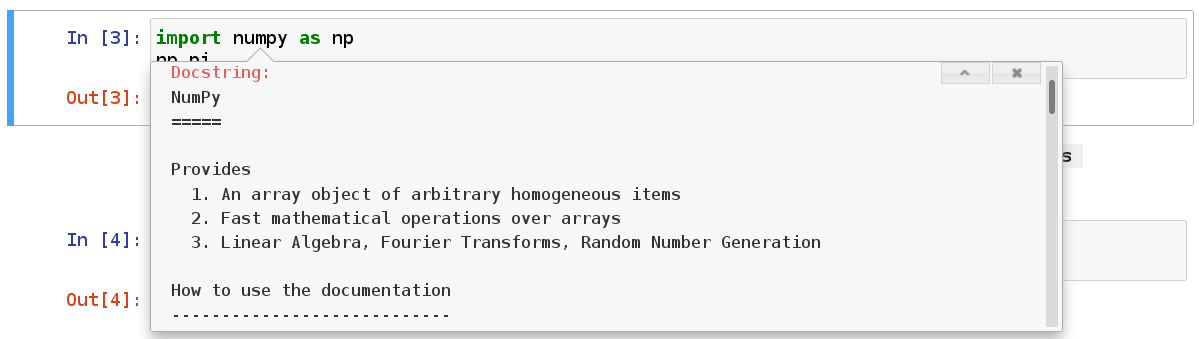 In [3]: import numpy as np
np.pi
Out[3]:
Docstring:
NumPy
=====
Provides
1. An array object of arbitrary homogeneous items
2. Fast mathematical operations over arrays
3. Linear Algebra, Fourier Transforms, Random Number Generation
How to use the documentation
----------------------------
s
In [4]:
Out[4]: